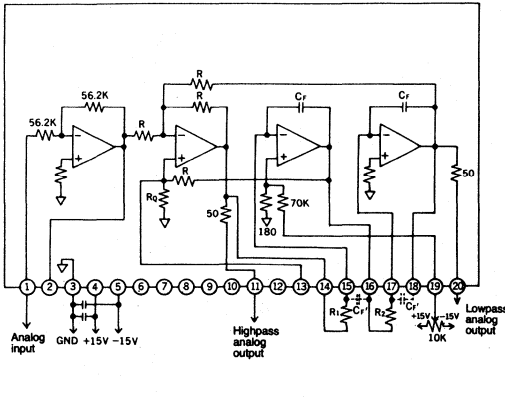 R
56.2K
CF
CF
R
56.2K
R
R
50
RQ
50
70K
180
1 2 3 4 5 6 7 8 9 10 11 12 13 14 15 16 17 18 19 20
Analog
input
GND +15V -15V
Highpass
analog
output
R1
CF'
R2
CF'
+15V -15V
10K
Lowpass
analog
output